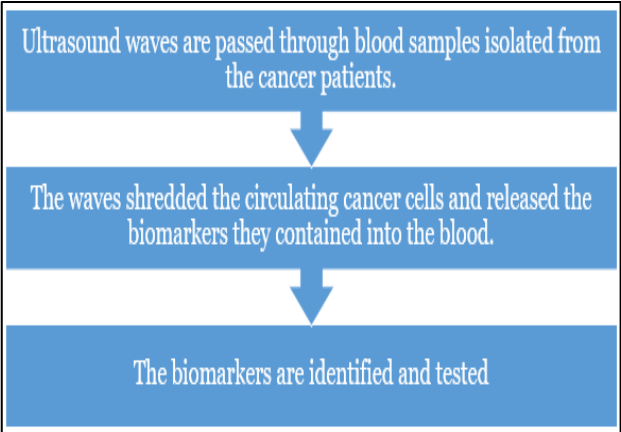 Ultrasound waves are passed through blood samples isolated from
the cancer patients.
The waves shredded the circulating cancer cells and released the
biomarkers they contained into the blood.
The biomarkers are identified and tested